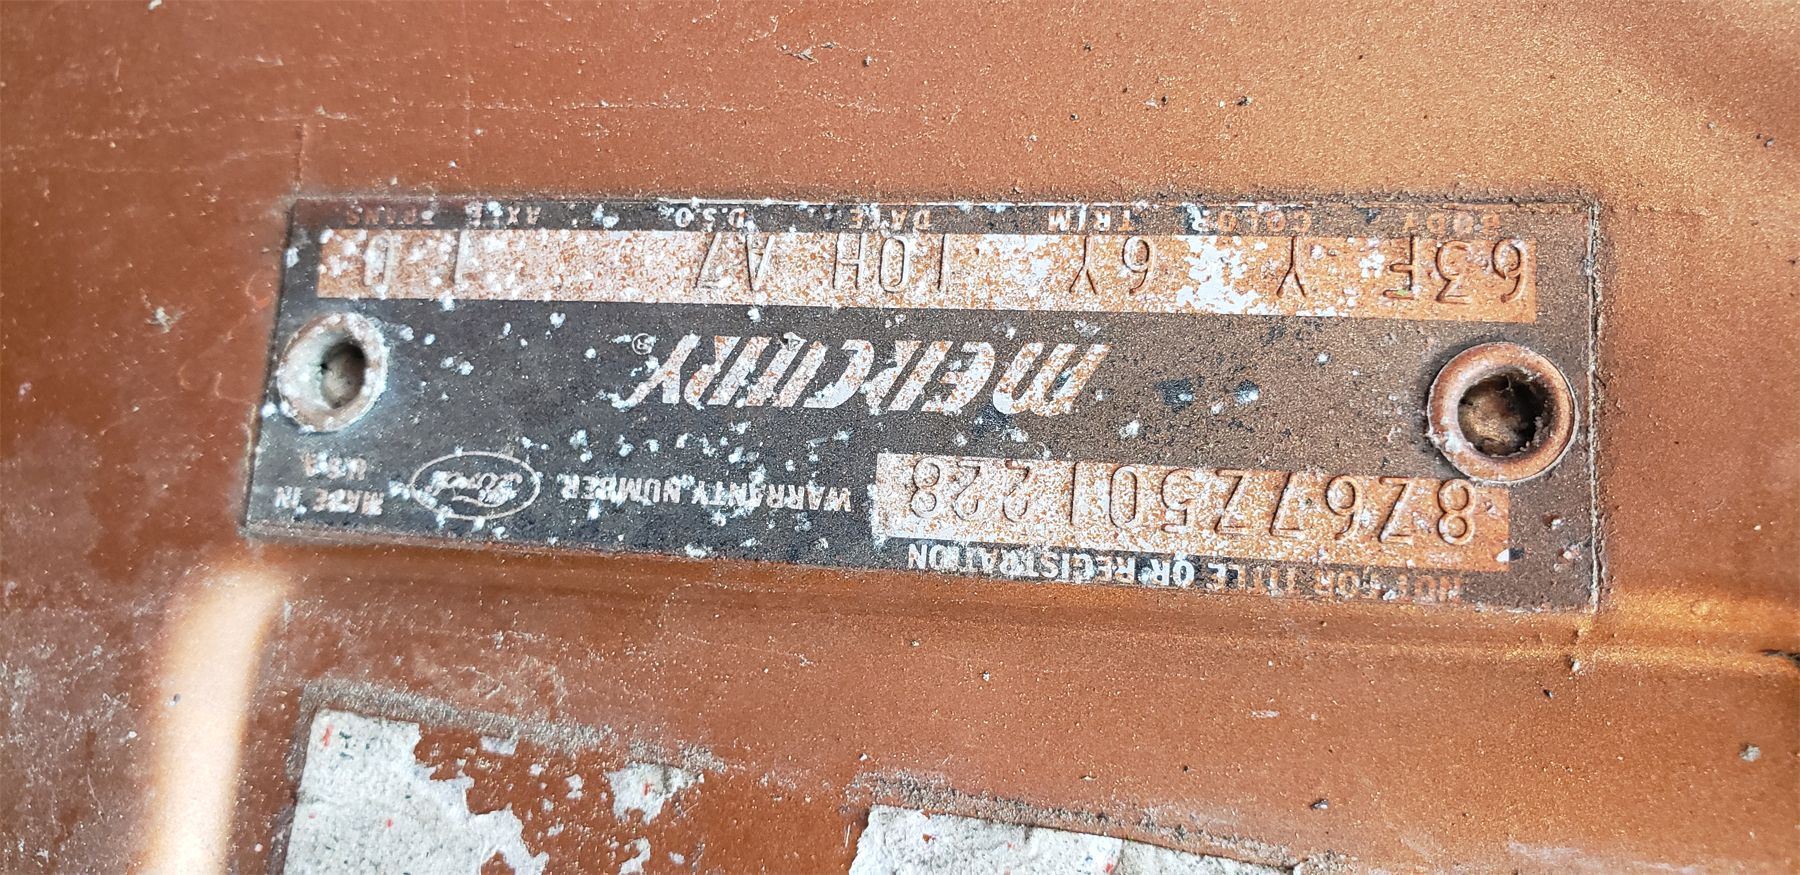 NOT FOR TITLE OR REGISTRATION
8Z67Z501228 WARRANTY NUMBER Ford MADE IN
U.S.A.
MERCURY®
63F Y 6Y 10H A7 1 U
BODY COLOR TRIM DATE D.S.O. AXLE TRANS